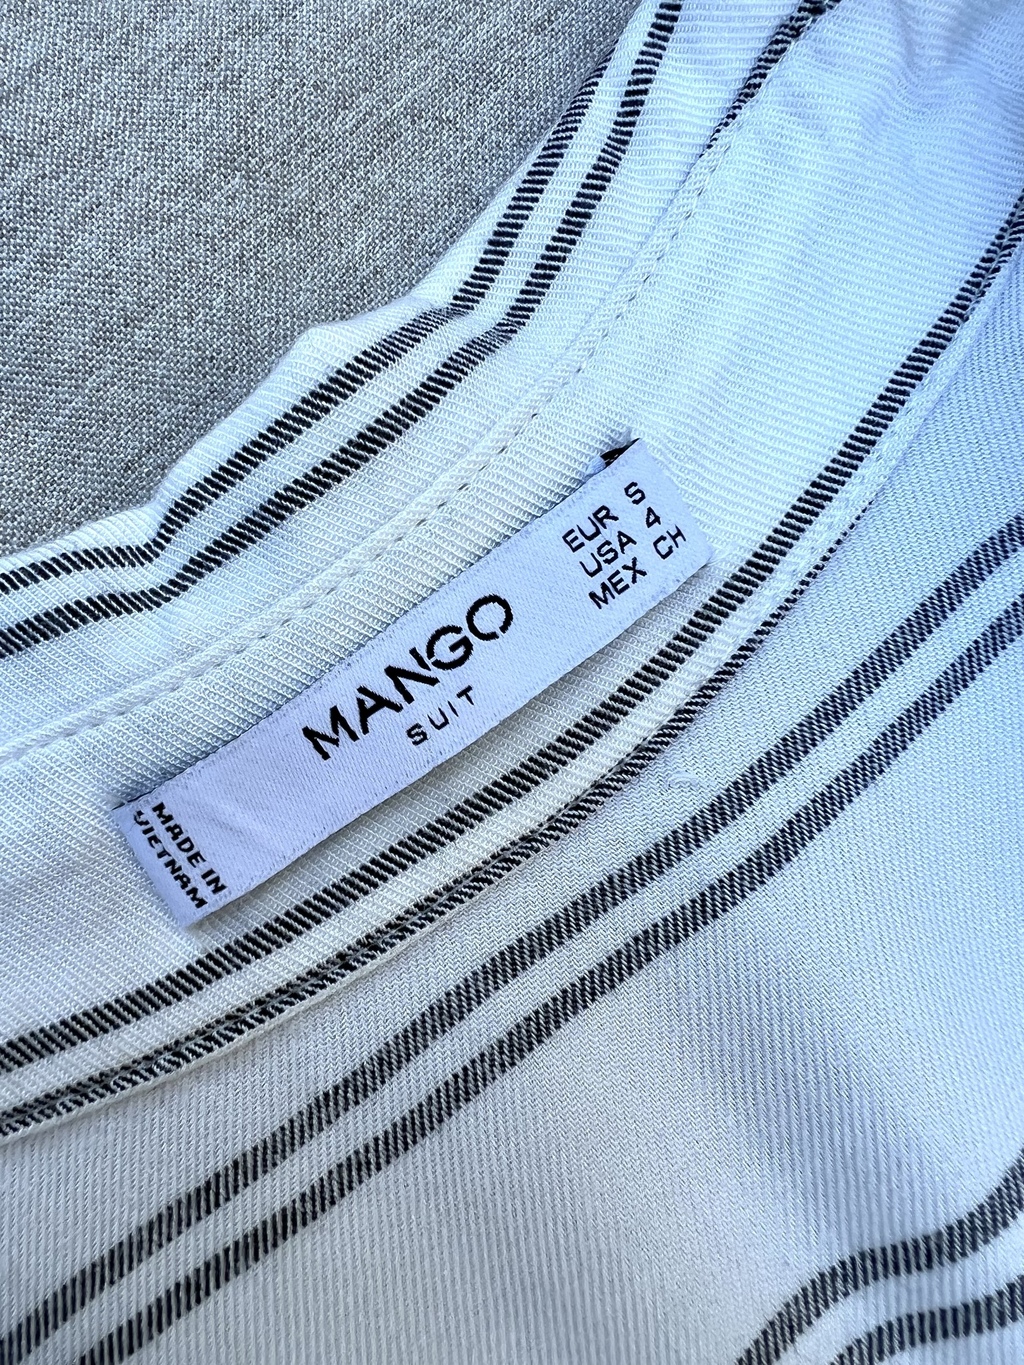 MANGO
SUIT
EUR S
USA 4
MEX CH
MADE IN
VIETNAM